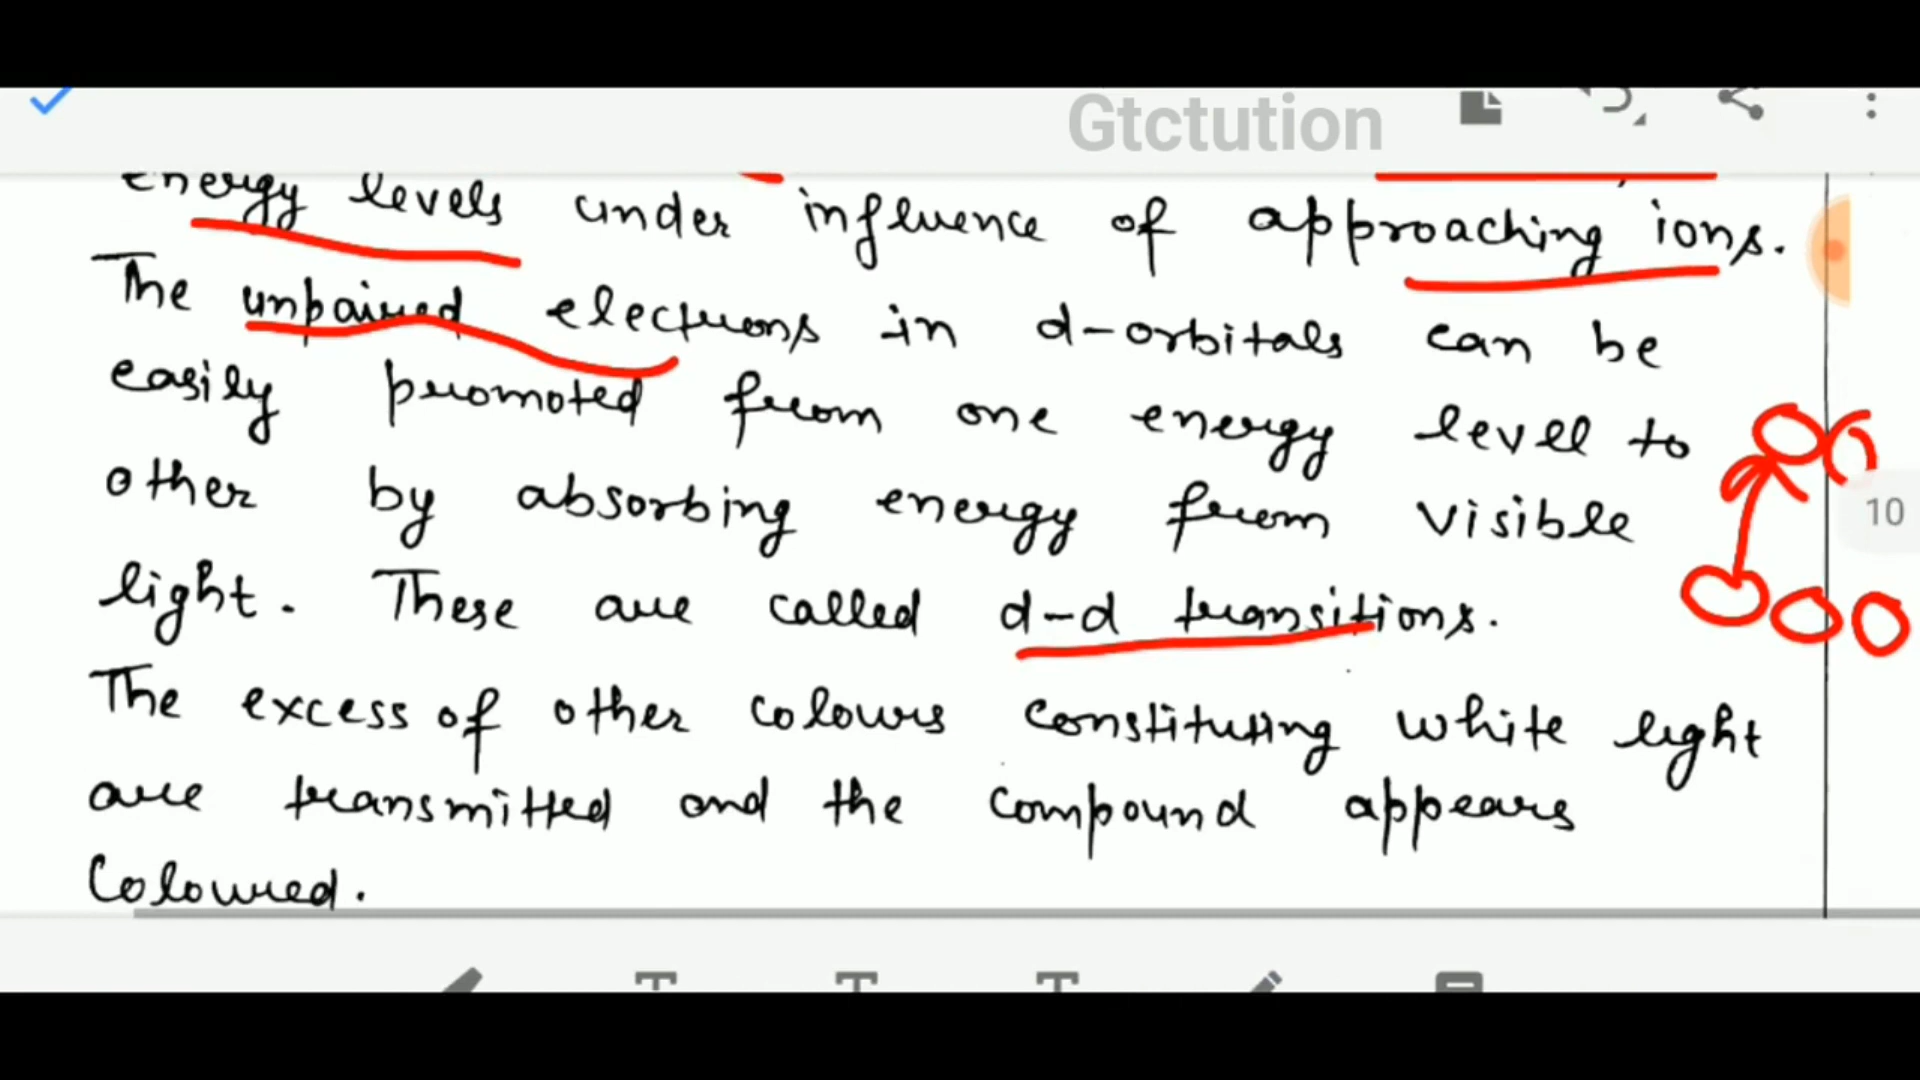 Gtctution
energy levels under influence of approaching ions.
The unpaired electrons in d-orbitals can be
easily promoted from one energy level to
other by absorbing energy from visible
light. These are called d-d transitions.
10
The excess of other colours constituting white light
are transmitted and the compound appears
Coloured.